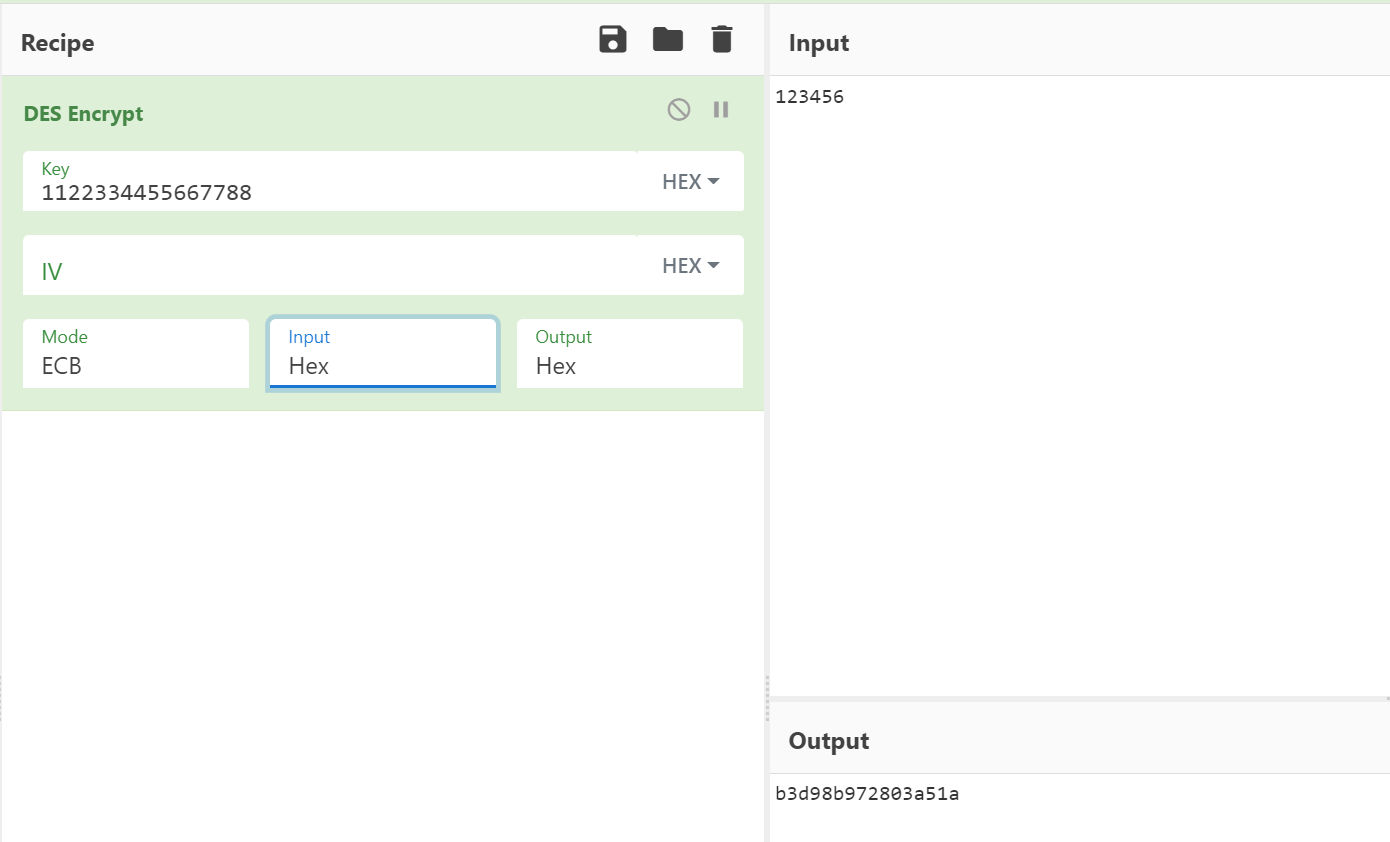 Recipe
DES Encrypt
Key
1122334455667788
HEX
IV
HEX
Mode
ECB
Input
Hex
Output
Hex
Input
123456
Output
b3d98b972803a51a